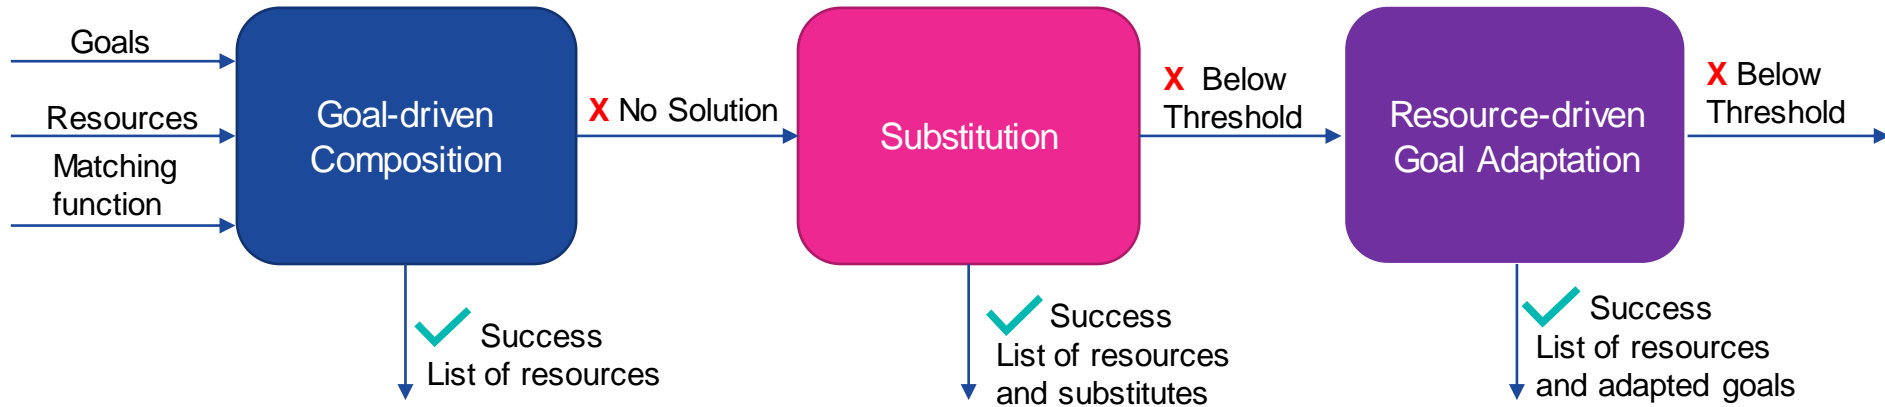 Goals
Resources
Matching
function
Goal-driven
Composition
X No Solution
Substitution
X Below
Threshold
Resource-driven
Goal Adaptation
X Below
Threshold
Success
List of resources
Success
List of resources
and substitutes
Success
List of resources
and adapted goals